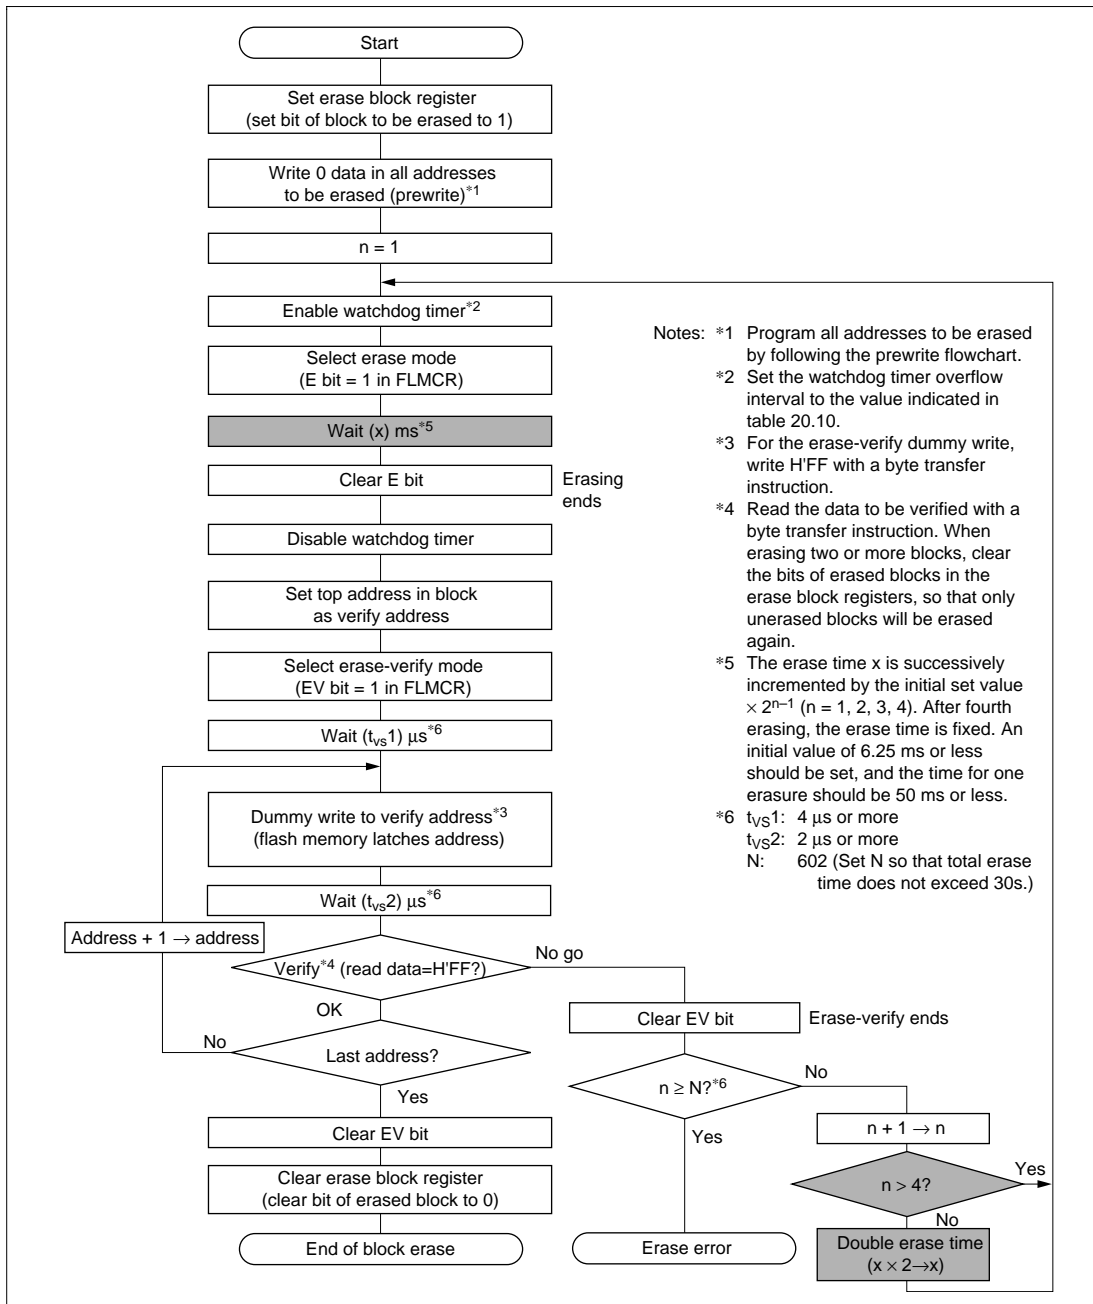 Start
Set erase block register
(set bit of block to be erased to 1)
Write 0 data in all addresses
to be erased (prewrite)*1
n = 1
Enable watchdog timer*2
Select erase mode
(E bit = 1 in FLMCR)
Wait (x) ms*5
Clear E bit
Erasing
ends
Disable watchdog timer
Set top address in block
as verify address
Select erase-verify mode
(EV bit = 1 in FLMCR)
Wait (tvs1) μs*6
Dummy write to verify address*3
(flash memory latches address)
Wait (tvs2) μs*6
Address + 1 → address
Verify*4 (read data=H'FF?)
No go
OK
Last address?
No
Yes
Clear EV bit
Clear erase block register
(clear bit of erased block to 0)
End of block erase
Clear EV bit
Erase-verify ends
n ≥ N?*6
No
Yes
Erase error
n + 1 → n
n > 4?
Yes
No
Double erase time
(x × 2→x)
Notes: *1 Program all addresses to be erased
by following the prewrite flowchart.
*2 Set the watchdog timer overflow
interval to the value indicated in
table 20.10.
*3 For the erase-verify dummy write,
write H'FF with a byte transfer
instruction.
*4 Read the data to be verified with a
byte transfer instruction. When
erasing two or more blocks, clear
the bits of erased blocks in the
erase block registers, so that only
unerased blocks will be erased
again.
*5 The erase time x is successively
incremented by the initial set value
× 2n–1 (n = 1, 2, 3, 4). After fourth
erasing, the erase time is fixed. An
initial value of 6.25 ms or less
should be set, and the time for one
erasure should be 50 ms or less.
*6 tVS1: 4 μs or more
tVS2: 2 μs or more
N: 602 (Set N so that total erase
time does not exceed 30s.)